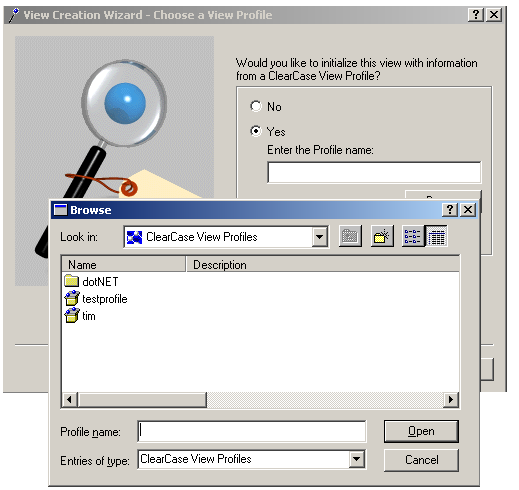 View Creation Wizard - Choose a View Profile
Would you like to initialize this view with information
from a ClearCase View Profile?
No
Yes
Enter the Profile name:
Browse
Look in:
ClearCase View Profiles
Name
Description
dotNET
testprofile
tim
Profile name:
Open
Entries of type:
ClearCase View Profiles
Cancel